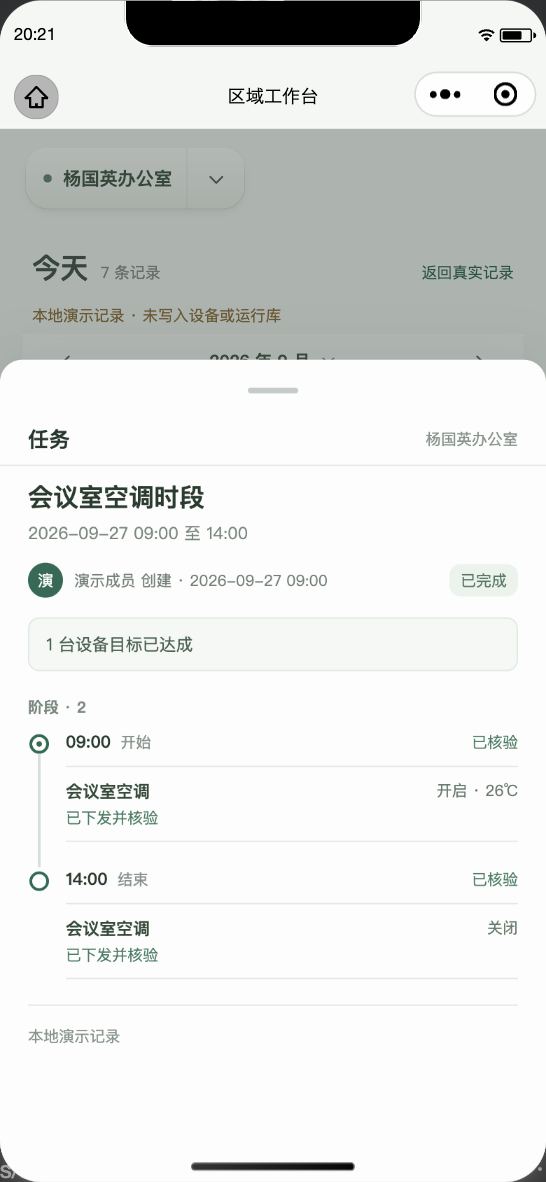 20:21
区域工作台
杨国英办公室
今天 7 条记录 返回真实记录
本地演示记录 · 未写入设备或运行库
2026 年 9 月
任务 杨国英办公室
会议室空调时段
2026-09-27 09:00 至 14:00
演 演示成员 创建 · 2026-09-27 09:00 已完成
1 台设备目标已达成
阶段 · 2
09:00 开始 已核验
会议室空调 开启 · 26℃
已下发并核验
14:00 结束 已核验
会议室空调 关闭
已下发并核验
本地演示记录